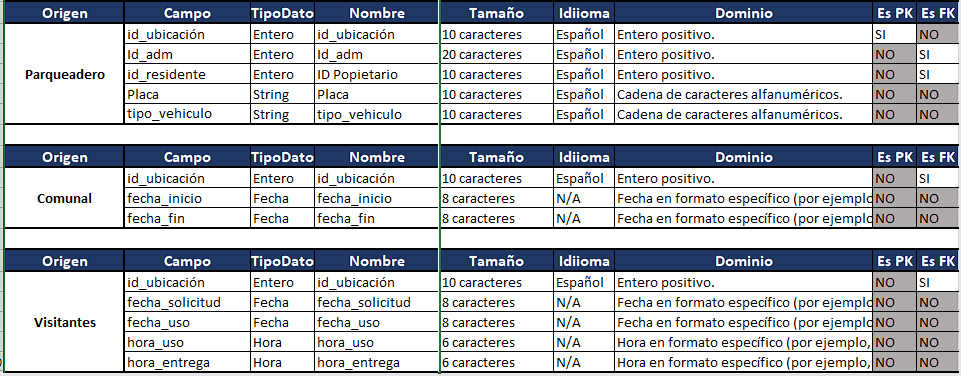 Origen Campo TipoDato Nombre Tamaño Idiioma Dominio Es PK Es FK
id_ubicación Entero id_ubicación 10 caracteres Español Entero positivo. SI NO
Id_adm Entero Id_adm 20 caracteres Español Entero positivo. NO SI
Parqueadero id_residente Entero ID Popietario 10 caracteres Español Entero positivo. NO SI
Placa String Placa 10 caracteres Español Cadena de caracteres alfanuméricos. NO NO
tipo_vehiculo String tipo_vehiculo 10 caracteres Español Cadena de caracteres alfanuméricos. NO NO
Origen Campo TipoDato Nombre Tamaño Idiioma Dominio Es PK Es FK
id_ubicación Entero id_ubicación 10 caracteres Español Entero positivo. NO SI
Comunal fecha_inicio Fecha fecha_inicio 8 caracteres N/A Fecha en formato específico (por ejemplo NO NO
fecha_fin Fecha fecha_fin 8 caracteres N/A Fecha en formato específico (por ejemplo NO NO
Origen Campo TipoDato Nombre Tamaño Idiioma Dominio Es PK Es FK
id_ubicación Entero id_ubicación 10 caracteres Español Entero positivo. NO SI
fecha_solicitud Fecha fecha_solicitud 8 caracteres N/A Fecha en formato específico (por ejemplo NO NO
Visitantes fecha_uso Fecha fecha_uso 8 caracteres N/A Fecha en formato específico (por ejemplo NO NO
hora_uso Hora hora_uso 6 caracteres N/A Hora en formato específico (por ejemplo, NO NO
hora_entrega Hora hora_entrega 6 caracteres N/A Hora en formato específico (por ejemplo, NO NO